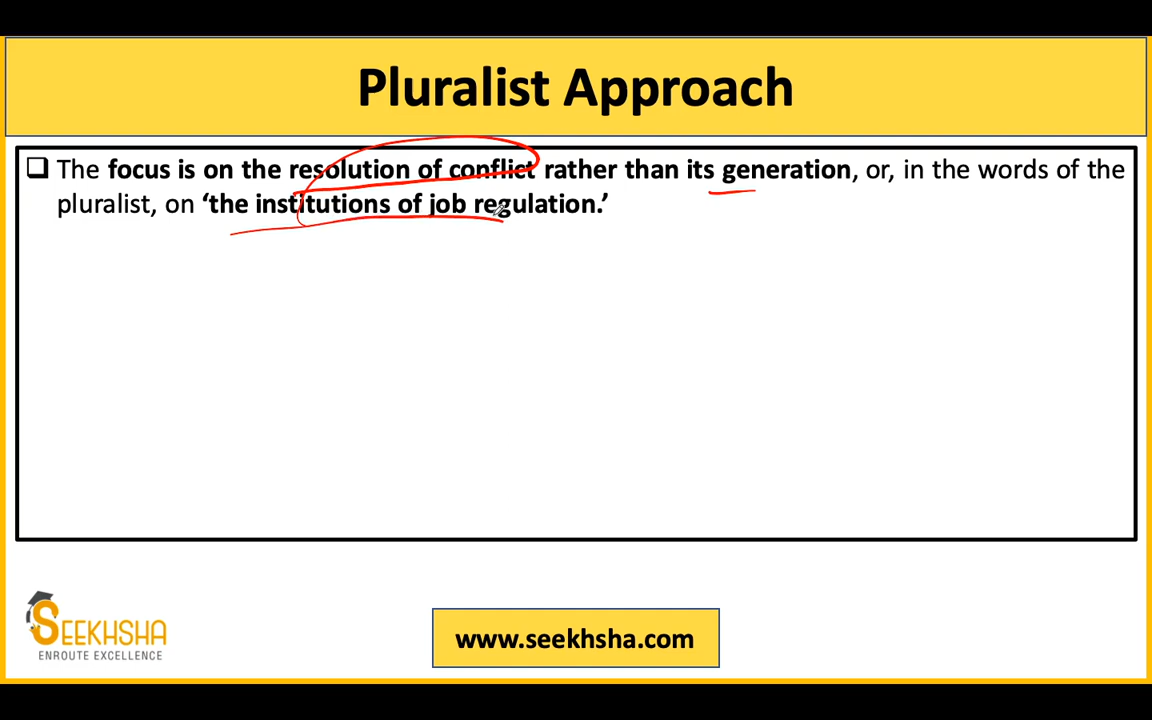 Pluralist Approach
❑ The focus is on the resolution of conflict rather than its generation, or, in the words of the
pluralist, on ‘the institutions of job regulation.’
SEEKHSHA
ENROUTE EXCELLENCE
www.seekhsha.com